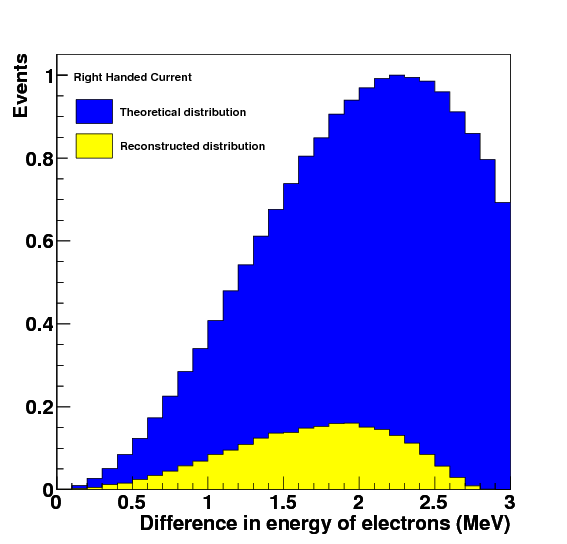 Events
Right Handed Current
Theoretical distribution
Reconstructed distribution
1
0.8
0.6
0.4
0.2
0
0 0.5 1 1.5 2 2.5 3
Difference in energy of electrons (MeV)